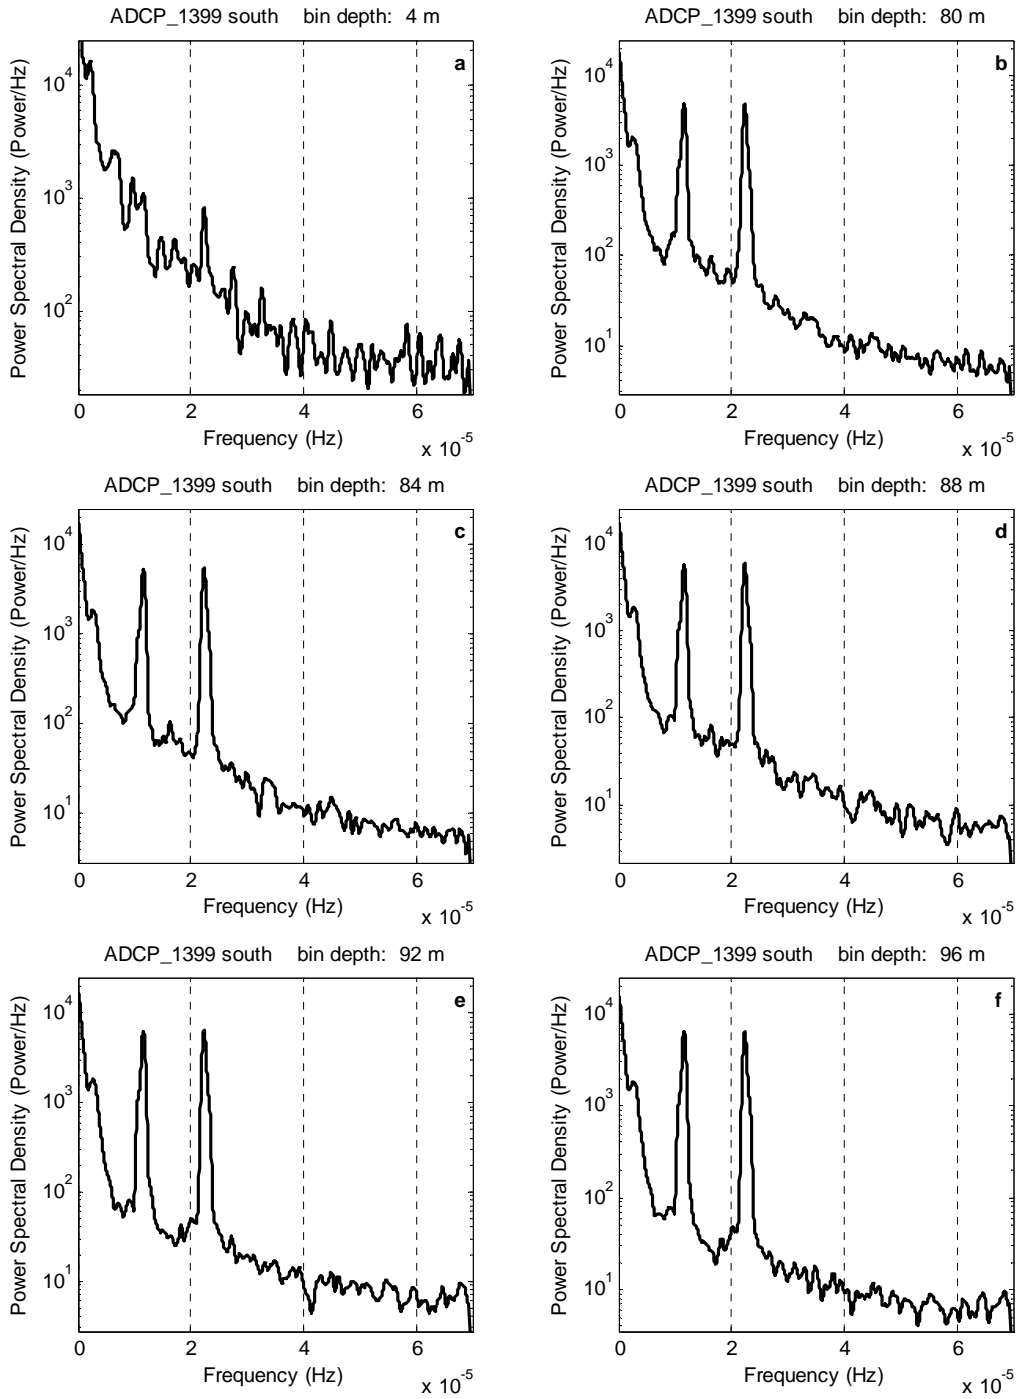 ADCP_1399 south bin depth: 4 m
a
Power Spectral Density (Power/Hz)
10^4
10^3
10^2
0 2 4 6
Frequency (Hz)
x 10^-5
ADCP_1399 south bin depth: 80 m
b
Power Spectral Density (Power/Hz)
10^4
10^3
10^2
10^1
0 2 4 6
Frequency (Hz)
x 10^-5
ADCP_1399 south bin depth: 84 m
c
Power Spectral Density (Power/Hz)
10^4
10^3
10^2
10^1
0 2 4 6
Frequency (Hz)
x 10^-5
ADCP_1399 south bin depth: 88 m
d
Power Spectral Density (Power/Hz)
10^4
10^3
10^2
10^1
0 2 4 6
Frequency (Hz)
x 10^-5
ADCP_1399 south bin depth: 92 m
e
Power Spectral Density (Power/Hz)
10^4
10^3
10^2
10^1
0 2 4 6
Frequency (Hz)
x 10^-5
ADCP_1399 south bin depth: 96 m
f
Power Spectral Density (Power/Hz)
10^4
10^3
10^2
10^1
0 2 4 6
Frequency (Hz)
x 10^-5